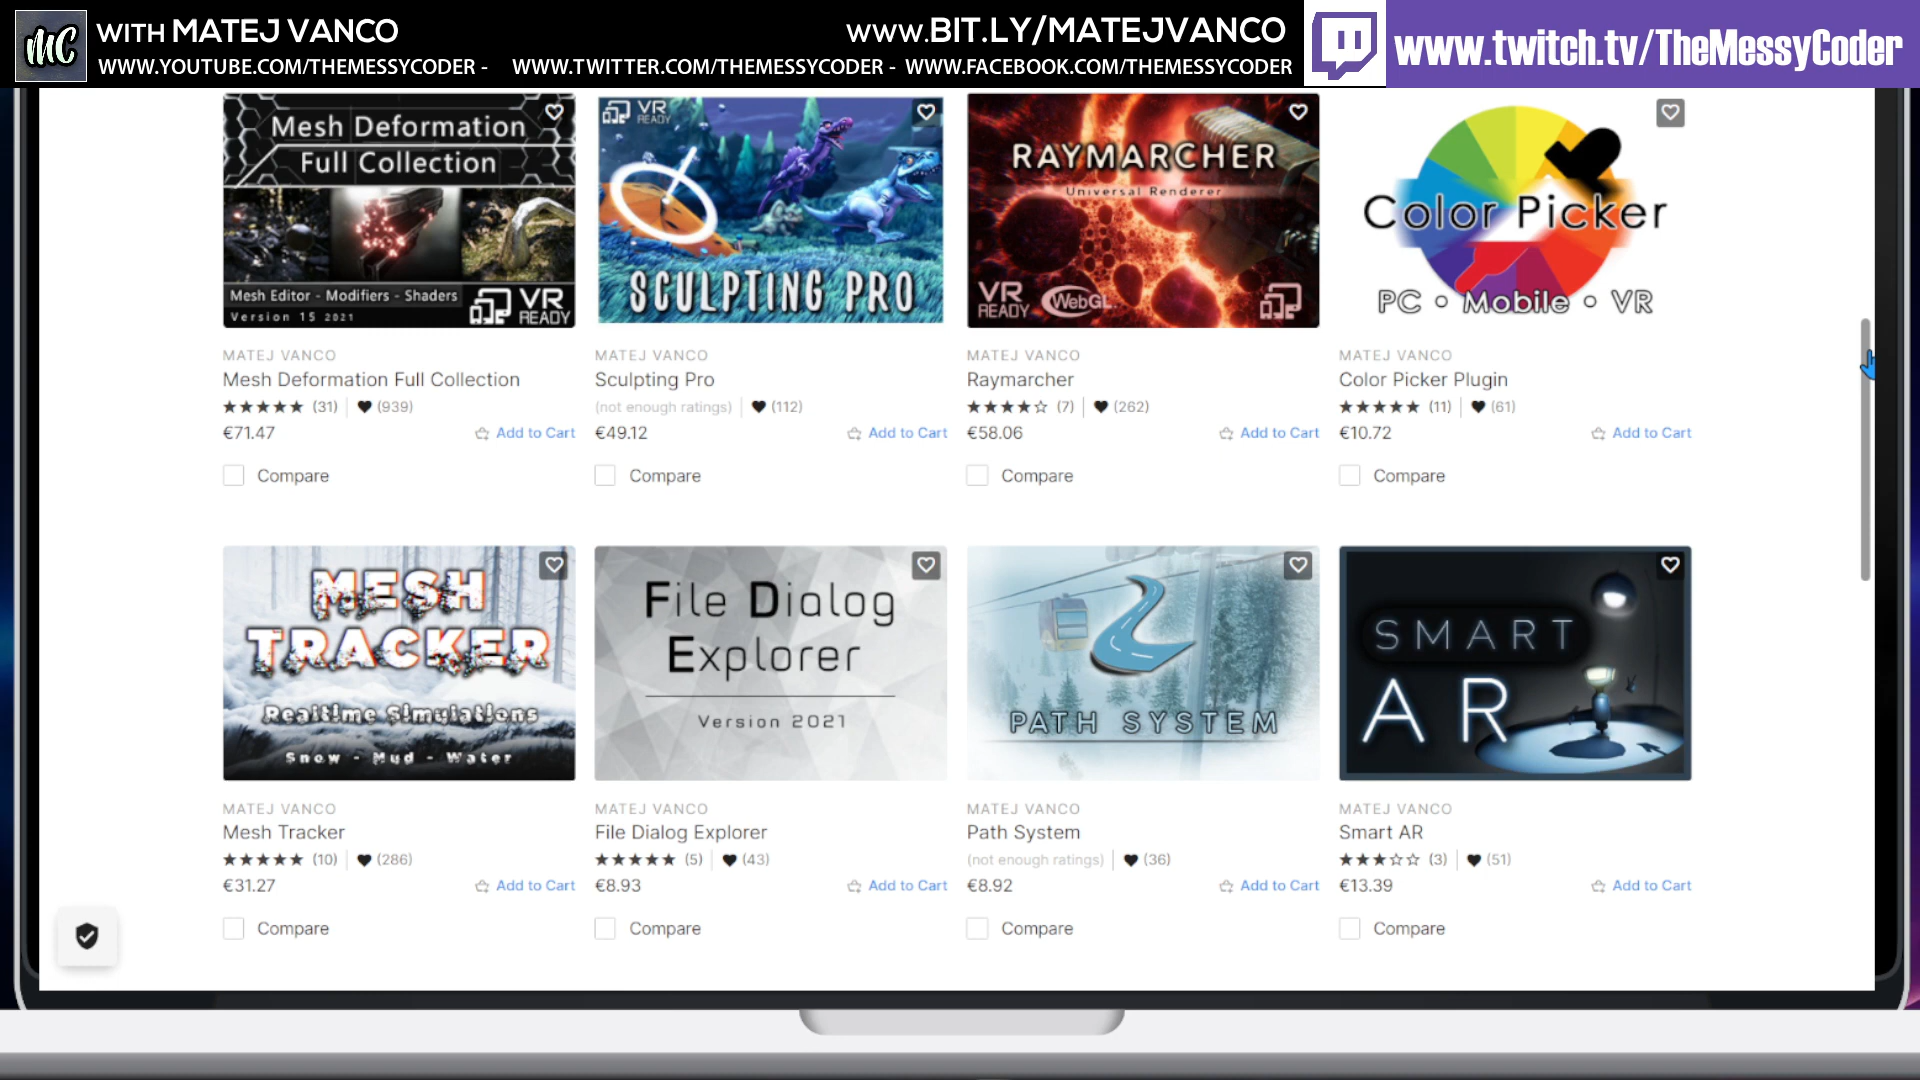 MC
WITH MATEJ VANCO
WWW.BIT.LY/MATEJVANCO
WWW.YOUTUBE.COM/THEMESSYCODER - WWW.TWITTER.COM/THEMESSYCODER - WWW.FACEBOOK.COM/THEMESSYCODER
www.twitch.tv/TheMessyCoder
Mesh Deformation
Full Collection
Mesh Editor - Modifiers - Shaders
Version 15 2021
VR
READY
VR
READY
SCULPTING PRO
RAYMARCHER
Universal Renderer
VR
READY
WebGL
Color Picker
PC • Mobile • VR
MATEJ VANCO
Mesh Deformation Full Collection
★★★★★ (31) | ♥ (939)
€71.47
Add to Cart
Compare
MATEJ VANCO
Sculpting Pro
(not enough ratings) | ♥ (112)
€49.12
Add to Cart
Compare
MATEJ VANCO
Raymarcher
★★★★☆ (7) | ♥ (262)
€58.06
Add to Cart
Compare
MATEJ VANCO
Color Picker Plugin
★★★★★ (11) | ♥ (61)
€10.72
Add to Cart
Compare
MESH
TRACKER
Realtime Simulations
Snow - Mud - Water
File Dialog
Explorer
Version 2021
PATH SYSTEM
SMART
AR
MATEJ VANCO
Mesh Tracker
★★★★★ (10) | ♥ (286)
€31.27
Add to Cart
Compare
MATEJ VANCO
File Dialog Explorer
★★★★★ (5) | ♥ (43)
€8.93
Add to Cart
Compare
MATEJ VANCO
Path System
(not enough ratings) | ♥ (36)
€8.92
Add to Cart
Compare
MATEJ VANCO
Smart AR
★★★☆☆ (3) | ♥ (51)
€13.39
Add to Cart
Compare